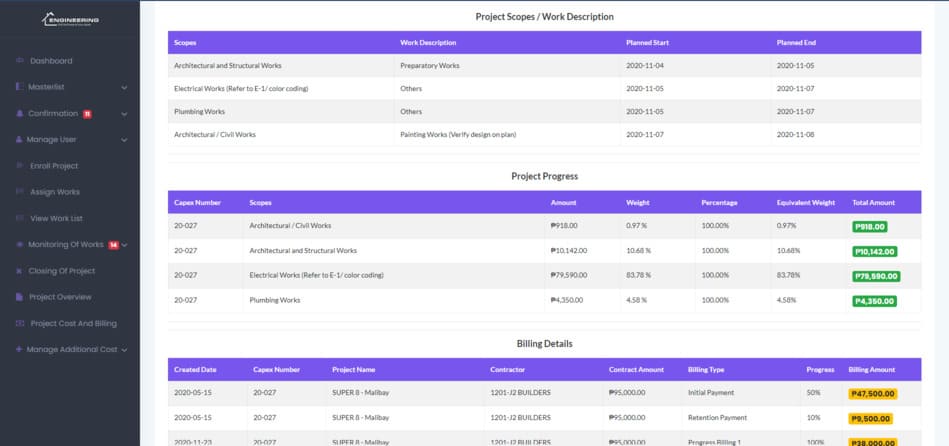 ENGINEERING
Project Scopes / Work Description
Scopes Work Description Planned Start Planned End
Architectural and Structural Works Preparatory Works 2020-11-04 2020-11-05
Electrical Works (Refer to E-1/ color coding) Others 2020-11-05 2020-11-07
Plumbing Works Others 2020-11-05 2020-11-07
Architectural / Civil Works Painting Works (Verify design on plan) 2020-11-07 2020-11-08
Dashboard
Masterlist
Confirmation 11
Manage User
Enroll Project
Assign Works
View Work List
Monitoring Of Works 14
Closing Of Project
Project Overview
Project Cost And Billing
Manage Additional Cost
Project Progress
Capex Number Scopes Amount Weight Percentage Equivalent Weight Total Amount
20-027 Architectural / Civil Works ₱918.00 0.97 % 100.00% 0.97% ₱918.00
20-027 Architectural and Structural Works ₱10,142.00 10.68 % 100.00% 10.68% ₱10,142.00
20-027 Electrical Works (Refer to E-1/ color coding) ₱79,590.00 83.78 % 100.00% 83.78% ₱79,590.00
20-027 Plumbing Works ₱4,350.00 4.58 % 100.00% 4.58% ₱4,350.00
Billing Details
Created Date Capex Number Project Name Contractor Contract Amount Billing Type Progress Billing Amount
2020-05-15 20-027 SUPER 8 - Malibay 1201-J2 BUILDERS ₱95,000.00 Initial Payment 50% ₱47,500.00
2020-05-15 20-027 SUPER 8 - Malibay 1201-J2 BUILDERS ₱95,000.00 Retention Payment 10% ₱9,500.00
2020-11-23 20-027 SUPER 8 - Malibay 1201-J2 BUILDERS ₱95,000.00 Progress Billing 1 100% ₱38,000.00